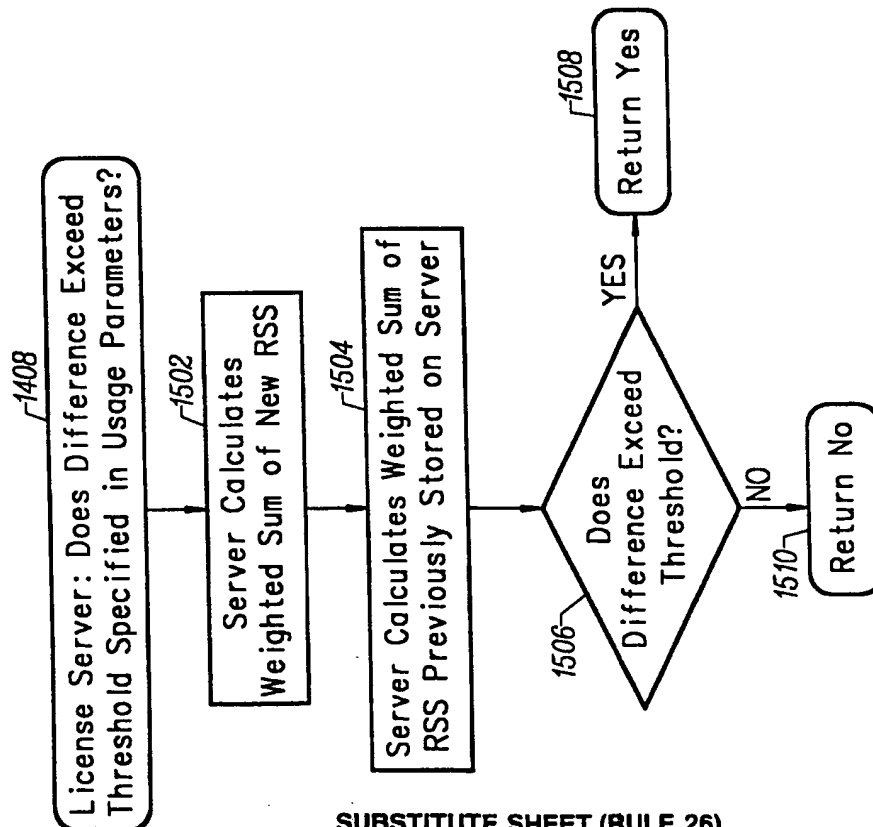 1408
License Server: Does Difference Exceed
Threshold Specified in Usage Parameters?
1502
Server Calculates
Weighted Sum of New RSS
1504
Server Calculates Weighted Sum of
RSS Previously Stored on Server
1506
Does
Difference Exceed
Threshold?
YES
1508
Return Yes
NO
1510
Return No
SUBSTITUTE SHEET (RULE 26)